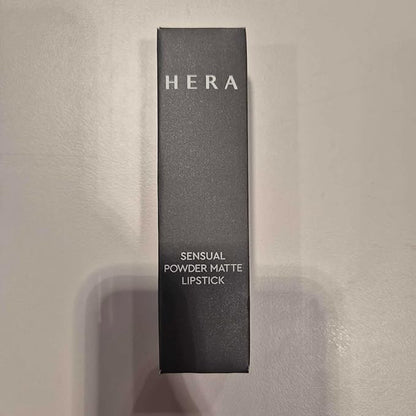 HERA
SENSUAL
POWDER MATTE
LIPSTICK